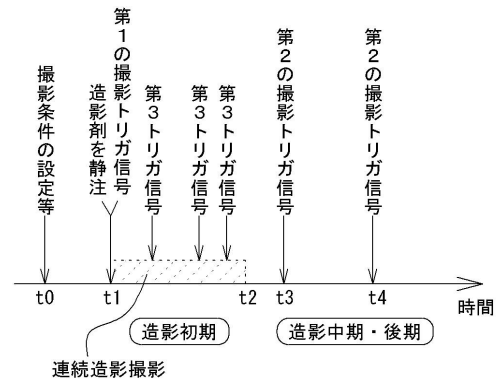 撮影条件の設定等
第1の撮影トリガ信号
造影剤を静注
第3トリガ信号
第3トリガ信号
第3トリガ信号
第2の撮影トリガ信号
第2の撮影トリガ信号
t0
t1
t2
t3
t4
時間
造影初期
造影中期・後期
連続造影撮影